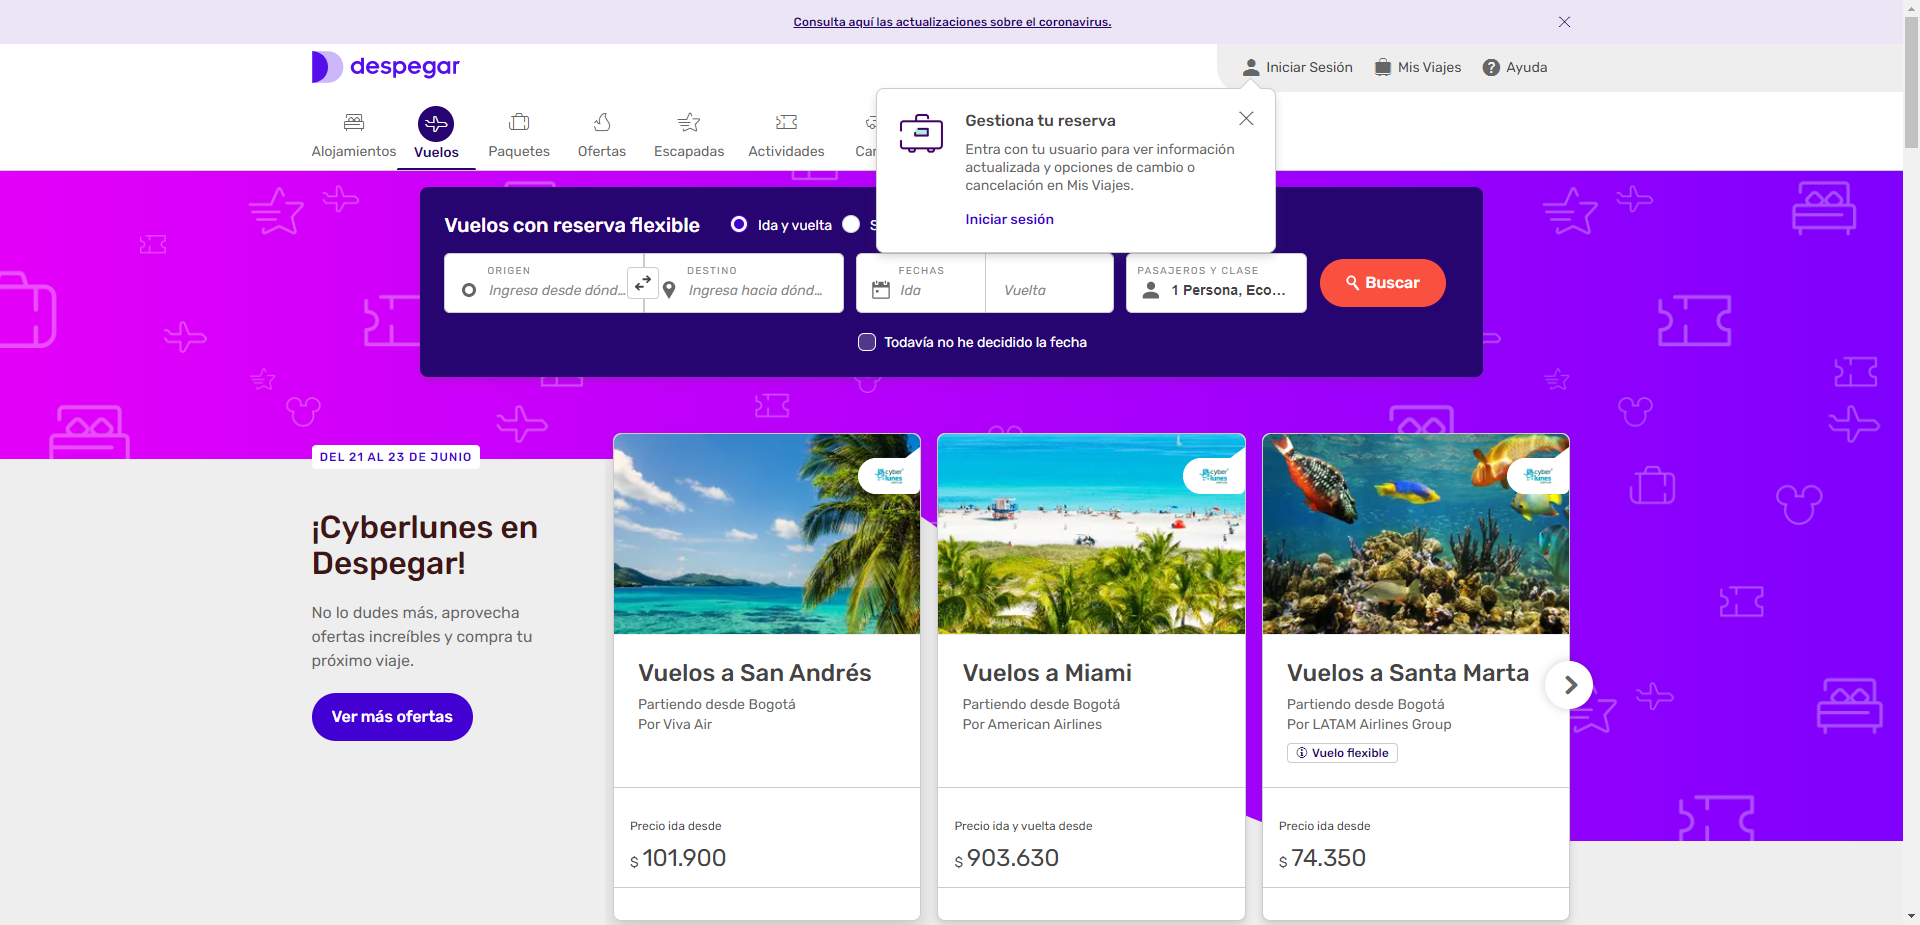 Consulta aquí las actualizaciones sobre el coronavirus.
despegar
Iniciar Sesión
Mis Viajes
Ayuda
Alojamientos
Vuelos
Paquetes
Ofertas
Escapadas
Actividades
Gestiona tu reserva
Entra con tu usuario para ver información
actualizada y opciones de cambio o
cancelación en Mis Viajes.
Iniciar sesión
Vuelos con reserva flexible
Ida y vuelta
ORIGEN
Ingresa desde dónd...
DESTINO
Ingresa hacia dónd...
FECHAS
Ida
Vuelta
PASAJEROS Y CLASE
1 Persona, Eco...
Buscar
Todavía no he decidido la fecha
DEL 21 AL 23 DE JUNIO
¡Cyberlunes en
Despegar!
No lo dudes más, aprovecha
ofertas increíbles y compra tu
próximo viaje.
Ver más ofertas
cyber
lunes
Vuelos a San Andrés
Partiendo desde Bogotá
Por Viva Air
Precio ida desde
$ 101.900
cyber
lunes
Vuelos a Miami
Partiendo desde Bogotá
Por American Airlines
Precio ida y vuelta desde
$ 903.630
cyber
lunes
Vuelos a Santa Marta
Partiendo desde Bogotá
Por LATAM Airlines Group
Vuelo flexible
Precio ida desde
$ 74.350